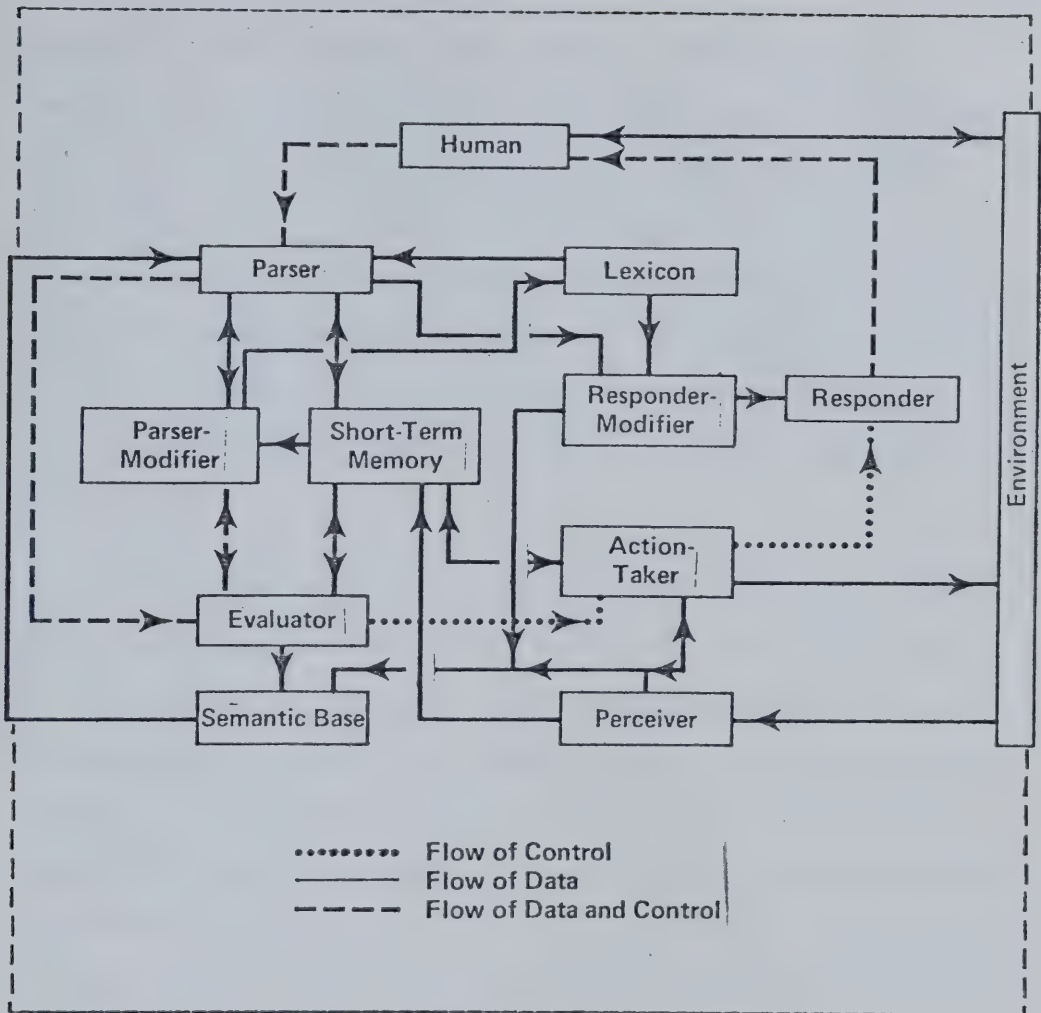 Human
Parser
Lexicon
Parser-
Modifier
Short-Term
Memory
Responder-
Modifier
Responder
Environment
Action-
Taker
Evaluator
Semantic Base
Perceiver
Flow of Control
Flow of Data
Flow of Data and Control